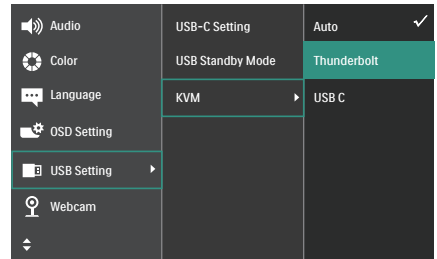 Audio
Color
Language
OSD Setting
USB Setting
Webcam
USB-C Setting
USB Standby Mode
KVM
Auto
Thunderbolt
USB C